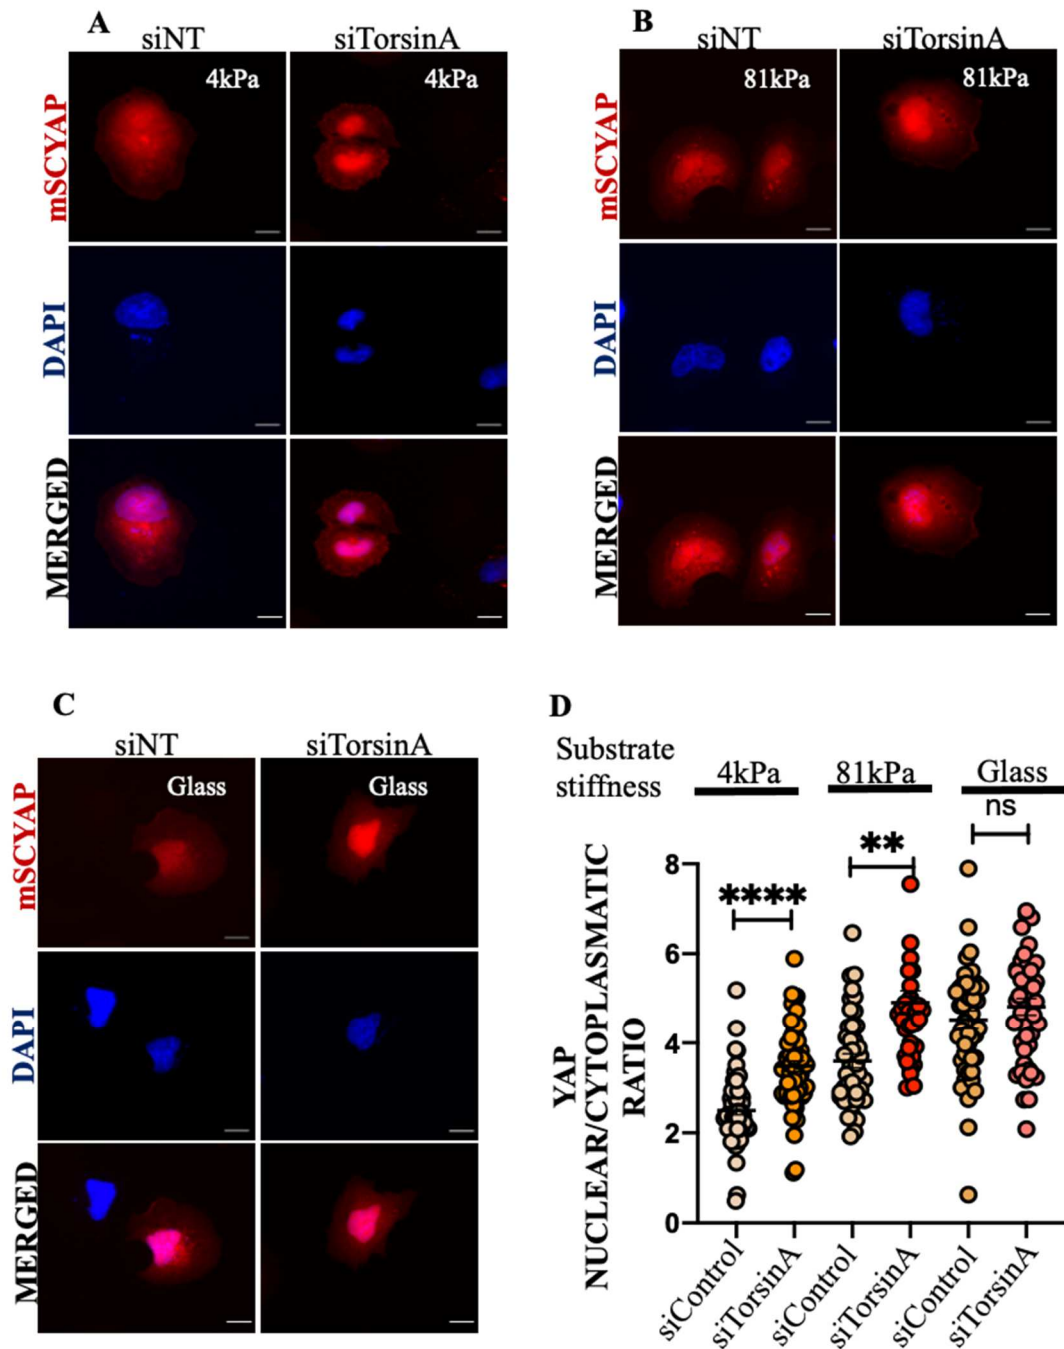 A
siNT
siTorsinA
mSCYAP
4kPa
4kPa
DAPI
MERGED
B
siNT
siTorsinA
mSCYAP
81kPa
81kPa
DAPI
MERGED
C
siNT
siTorsinA
mSCYAP
Glass
Glass
DAPI
MERGED
D
Substrate
stiffness
4kPa
81kPa
Glass
ns
**
****
YAP
NUCLEAR/CYTOPLASMATIC
RATIO
8
6
4
2
0
siControl
siTorsinA
siControl
siTorsinA
siControl
siTorsinA